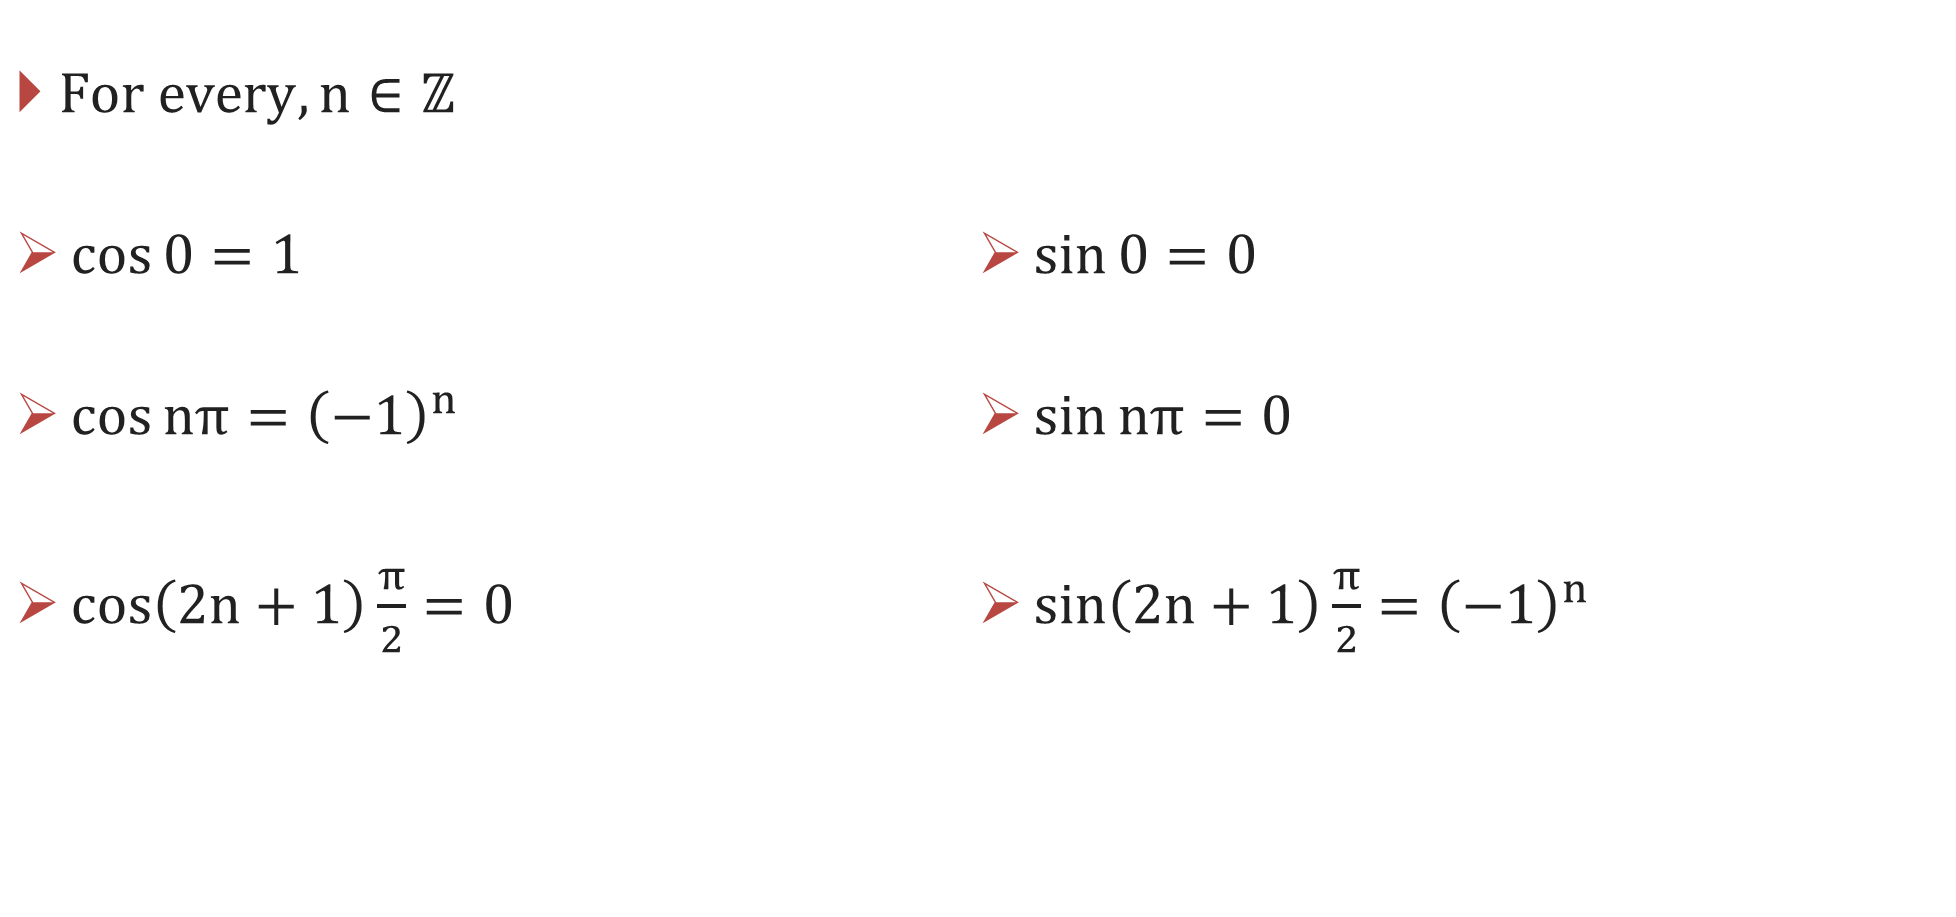 For every, n ∈ ℤ
cos 0 = 1
sin 0 = 0
cos nπ = (−1)ⁿ
sin nπ = 0
cos(2n + 1) π/2 = 0
sin(2n + 1) π/2 = (−1)ⁿ